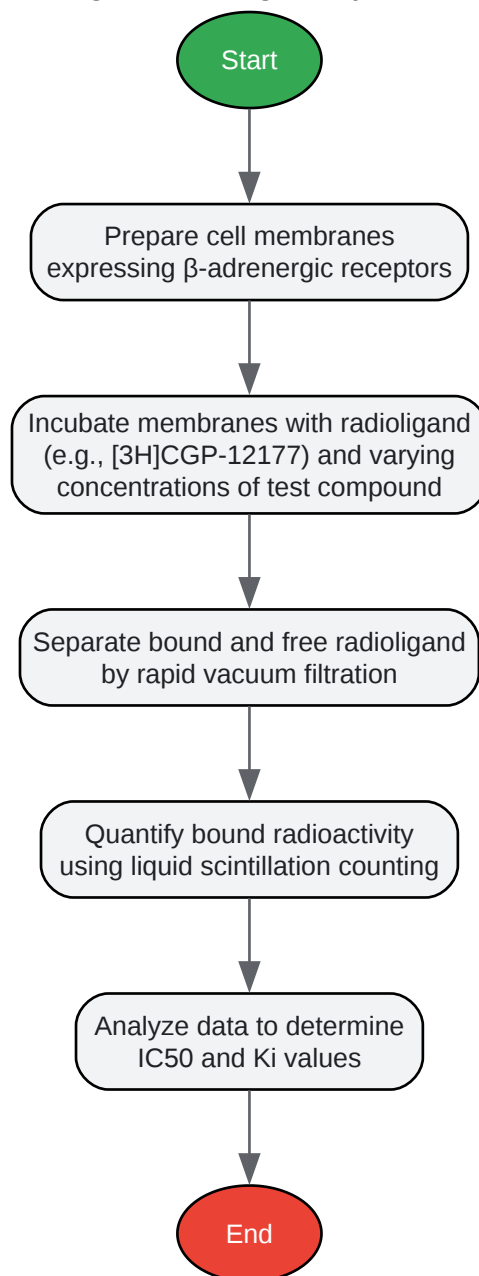 Start
Prepare cell membranes
expressing β-adrenergic receptors
Incubate membranes with radioligand
(e.g., [3H]CGP-12177) and varying
concentrations of test compound
Separate bound and free radioligand
by rapid vacuum filtration
Quantify bound radioactivity
using liquid scintillation counting
Analyze data to determine
IC50 and Ki values
End